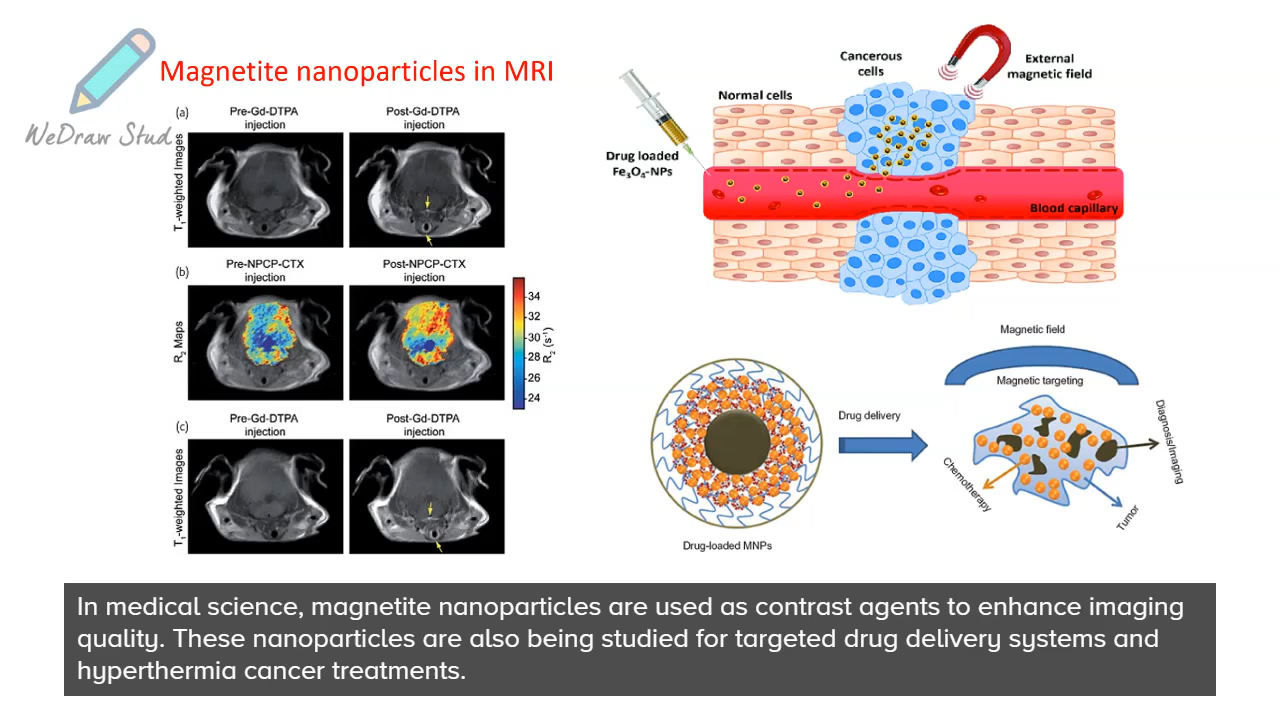 WeDraw Stud
Magnetite nanoparticles in MRI
(a)
Pre-Gd-DTPA
injection
Post-Gd-DTPA
injection
T1-weighted Images
(b)
Pre-NPCP-CTX
injection
Post-NPCP-CTX
injection
R2 Maps
34
32
30
28
26
24
R2 (s-1)
(c)
Pre-Gd-DTPA
injection
Post-Gd-DTPA
injection
T1-weighted Images
Cancerous
cells
External
magnetic field
Normal cells
Drug loaded
Fe3O4-NPs
Blood capillary
Magnetic field
Magnetic targeting
Drug delivery
Diagnosis/Imaging
Chemotherapy
Tumor
Drug-loaded MNPs
In medical science, magnetite nanoparticles are used as contrast agents to enhance imaging
quality. These nanoparticles are also being studied for targeted drug delivery systems and
hyperthermia cancer treatments.